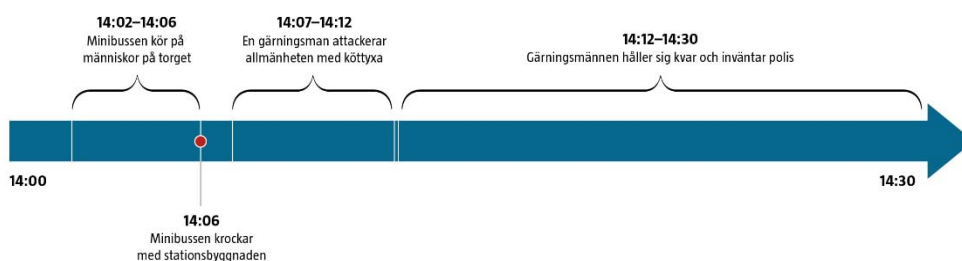 14:02–14:06
Minibussen kör på
människor på torget
14:07–14:12
En gärningsman attackerar
allmänheten med köttyxa
14:12–14:30
Gärningsmännen håller sig kvar och inväntar polis
14:00
14:30
14:06
Minibussen krockar
med stationsbyggnaden